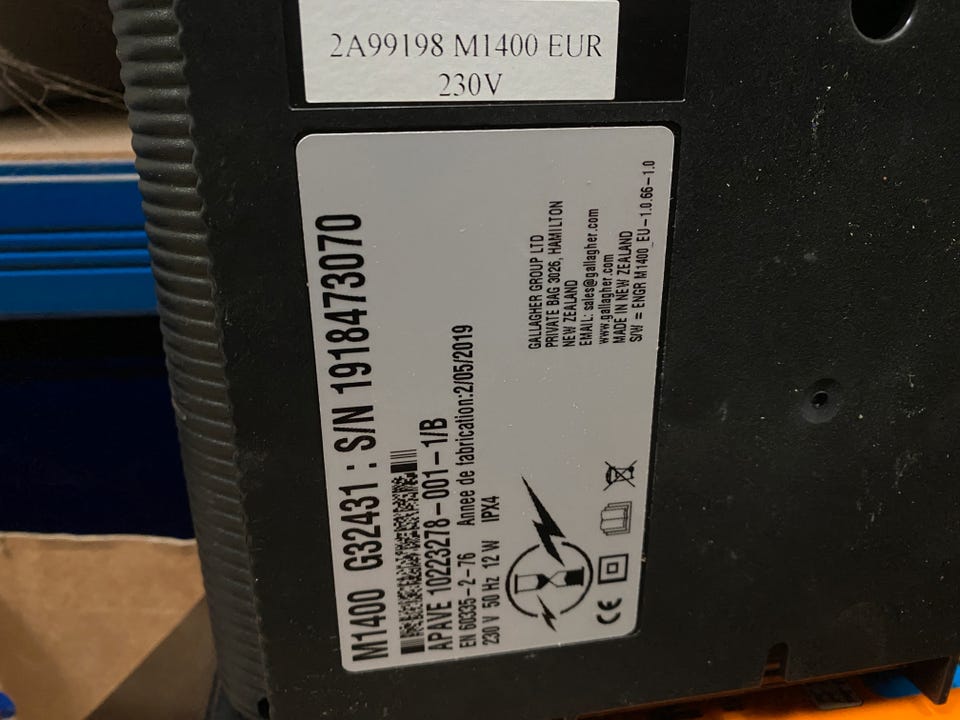 2A99198 M1400 EUR
230V
M1400 G32431 : S/N 1918473070
APAVE 10223278-001-1/B
EN 60335-2-76 Annee de fabrication:2/05/2019
230 V 50 Hz 12 W IPX4
CE
GALLAGHER GROUP LTD
PRIVATE BAG 3026, HAMILTON
NEW ZEALAND
EMAIL: sales@gallagher.com
www.gallagher.com
MADE IN NEW ZEALAND
S/W = ENGR M1400_EU-1.0.66-1.0